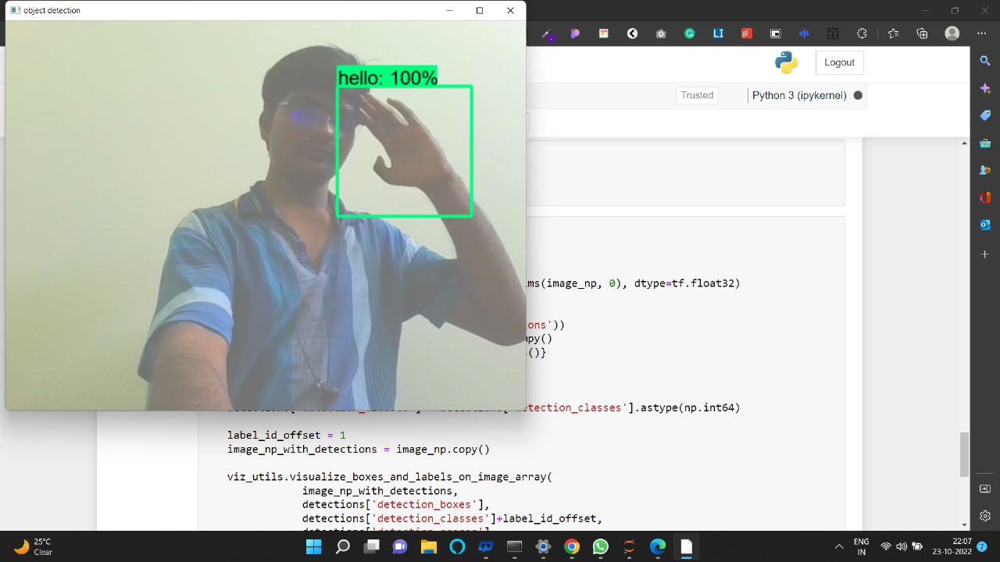 object detection
hello: 100%
Logout
Trusted
Python 3 (ipykernel)
ms(image_np, 0), dtype=tf.float32)
ons'))
py()
()}
etection_classes'].astype(np.int64)
label_id_offset = 1
image_np_with_detections = image_np.copy()
viz_utils.visualize_boxes_and_labels_on_image_array(
image_np_with_detections,
detections['detection_boxes'],
detections['detection_classes']+label_id_offset,
25°C
Clear
ENG
IN
22:07
23-10-2022
7